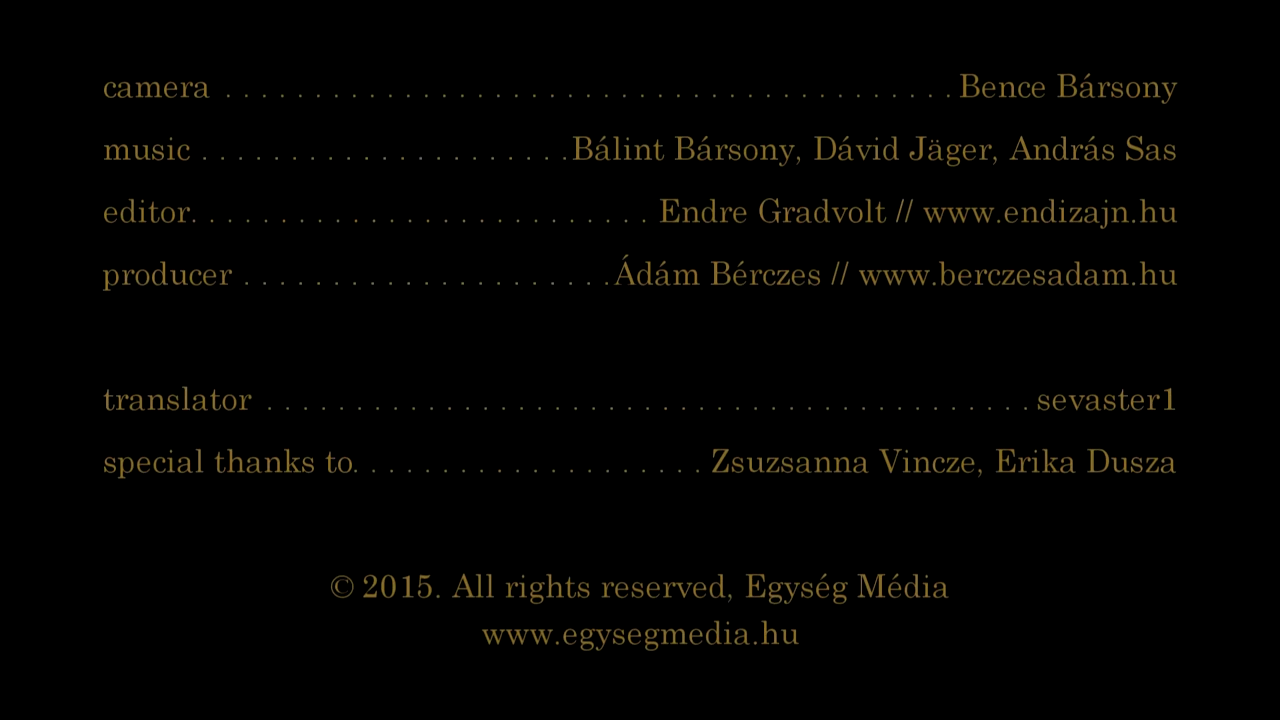 camera . . . . . . . . . . . . . . . . . . . . . . . . . . . . . . . . . . . . . . . . . Bence Bársony
music . . . . . . . . . . . . . . . . . . . . . Bálint Bársony, Dávid Jäger, András Sas
editor. . . . . . . . . . . . . . . . . . . . . . . . . . Endre Gradvolt // www.endizajn.hu
producer . . . . . . . . . . . . . . . . . . . . . Ádám Bérczes // www.berczesadam.hu
translator . . . . . . . . . . . . . . . . . . . . . . . . . . . . . . . . . . . . . . . . . . . sevaster1
special thanks to. . . . . . . . . . . . . . . . . . . . Zsuzsanna Vincze, Erika Dusza
© 2015. All rights reserved, Egység Média
www.egysegmedia.hu